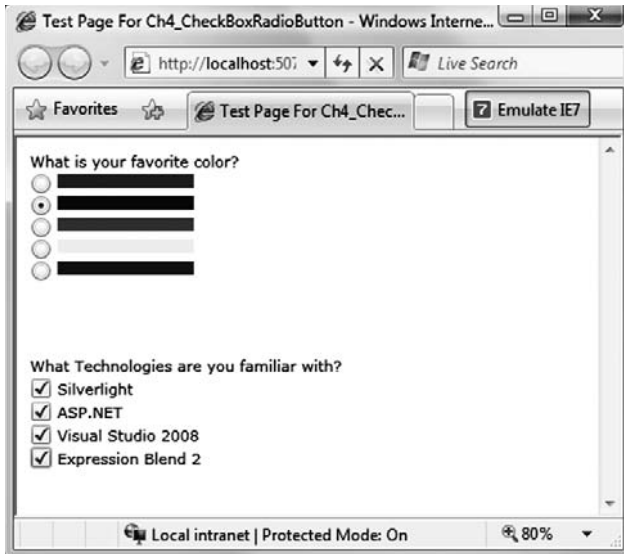 Test Page For Ch4_CheckBoxRadioButton - Windows Interne...
http://localhost:507
Live Search
Favorites
Test Page For Ch4_Chec...
7 Emulate IE7
What is your favorite color?
What Technologies are you familiar with?
Silverlight
ASP.NET
Visual Studio 2008
Expression Blend 2
Local intranet | Protected Mode: On
80%